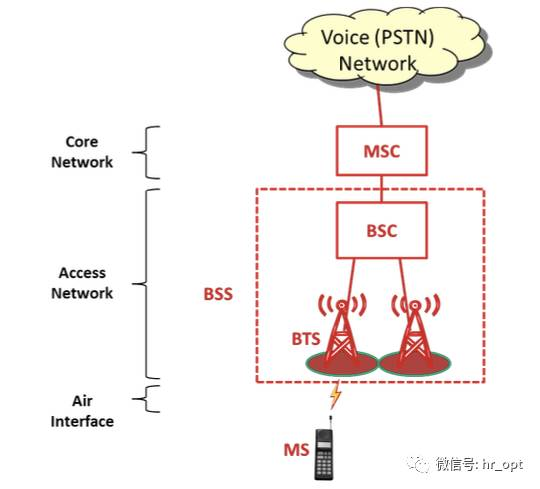 Voice (PSTN)
Network
Core
Network
MSC
BSC
Access
Network
BSS
BTS
Air
Interface
MS
微信号: hr_opt